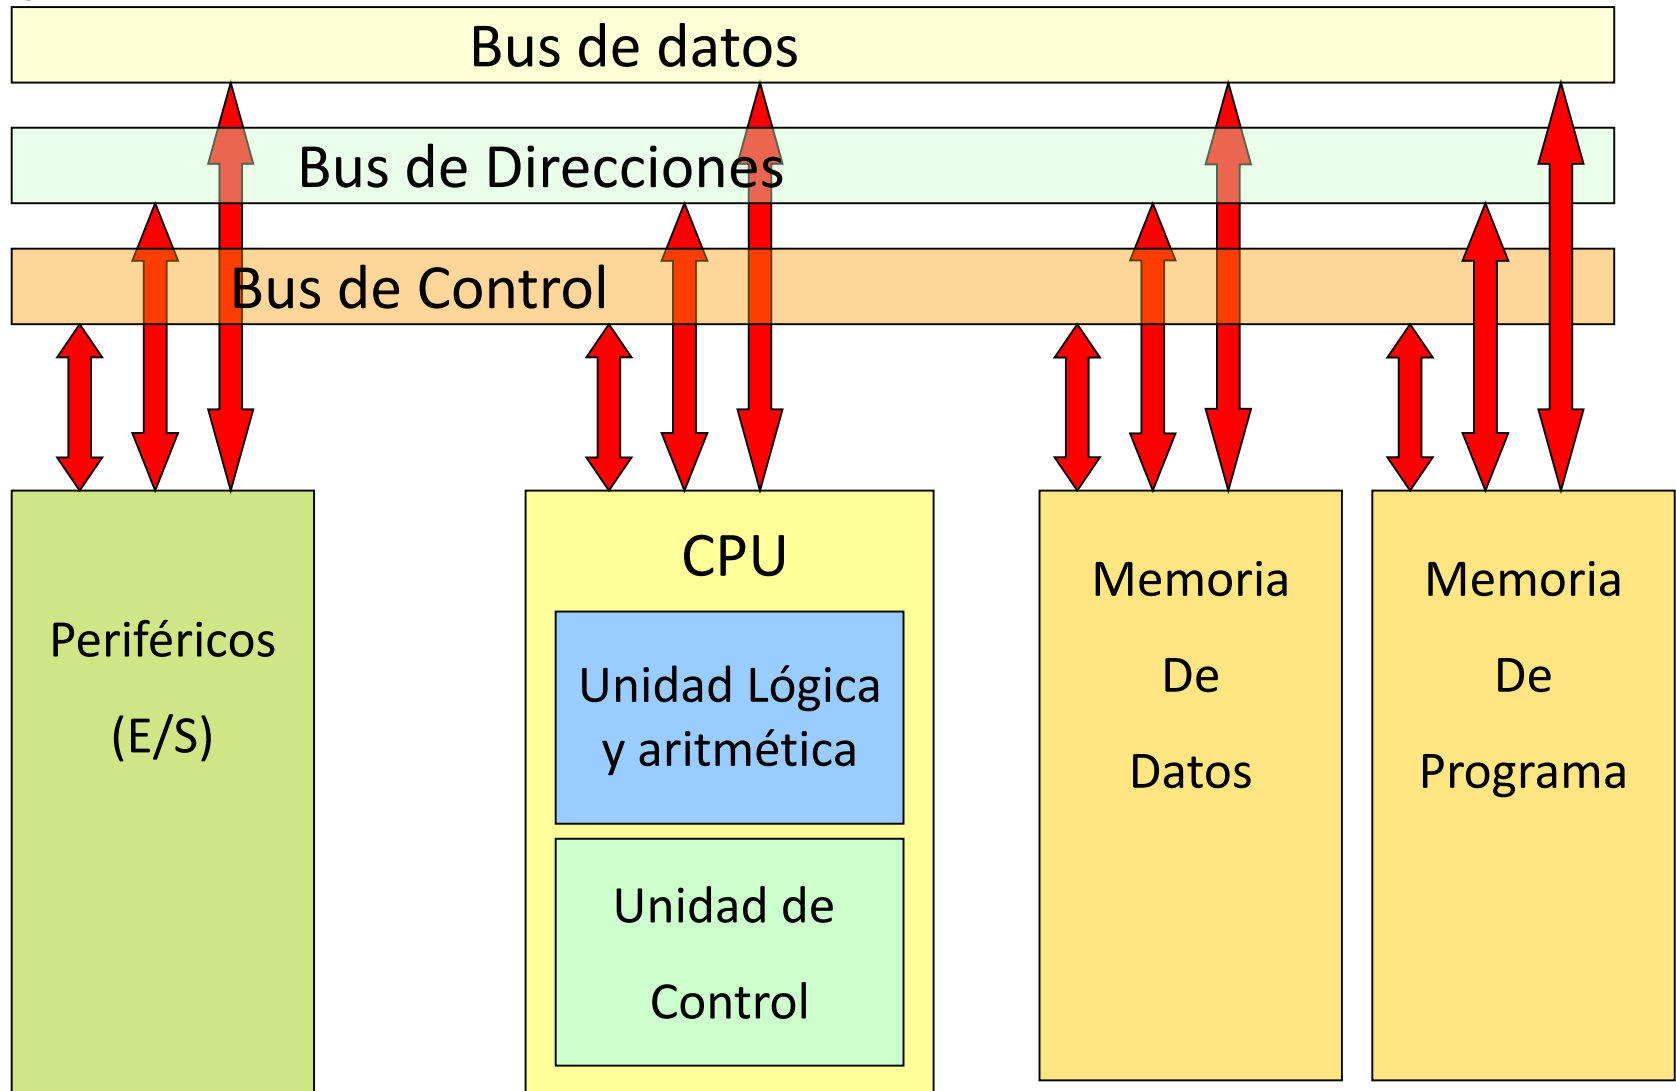 Bus de datos
Bus de Direcciones
Bus de Control
Periféricos
(E/S)
CPU
Unidad Lógica
y aritmética
Unidad de
Control
Memoria
De
Datos
Memoria
De
Programa